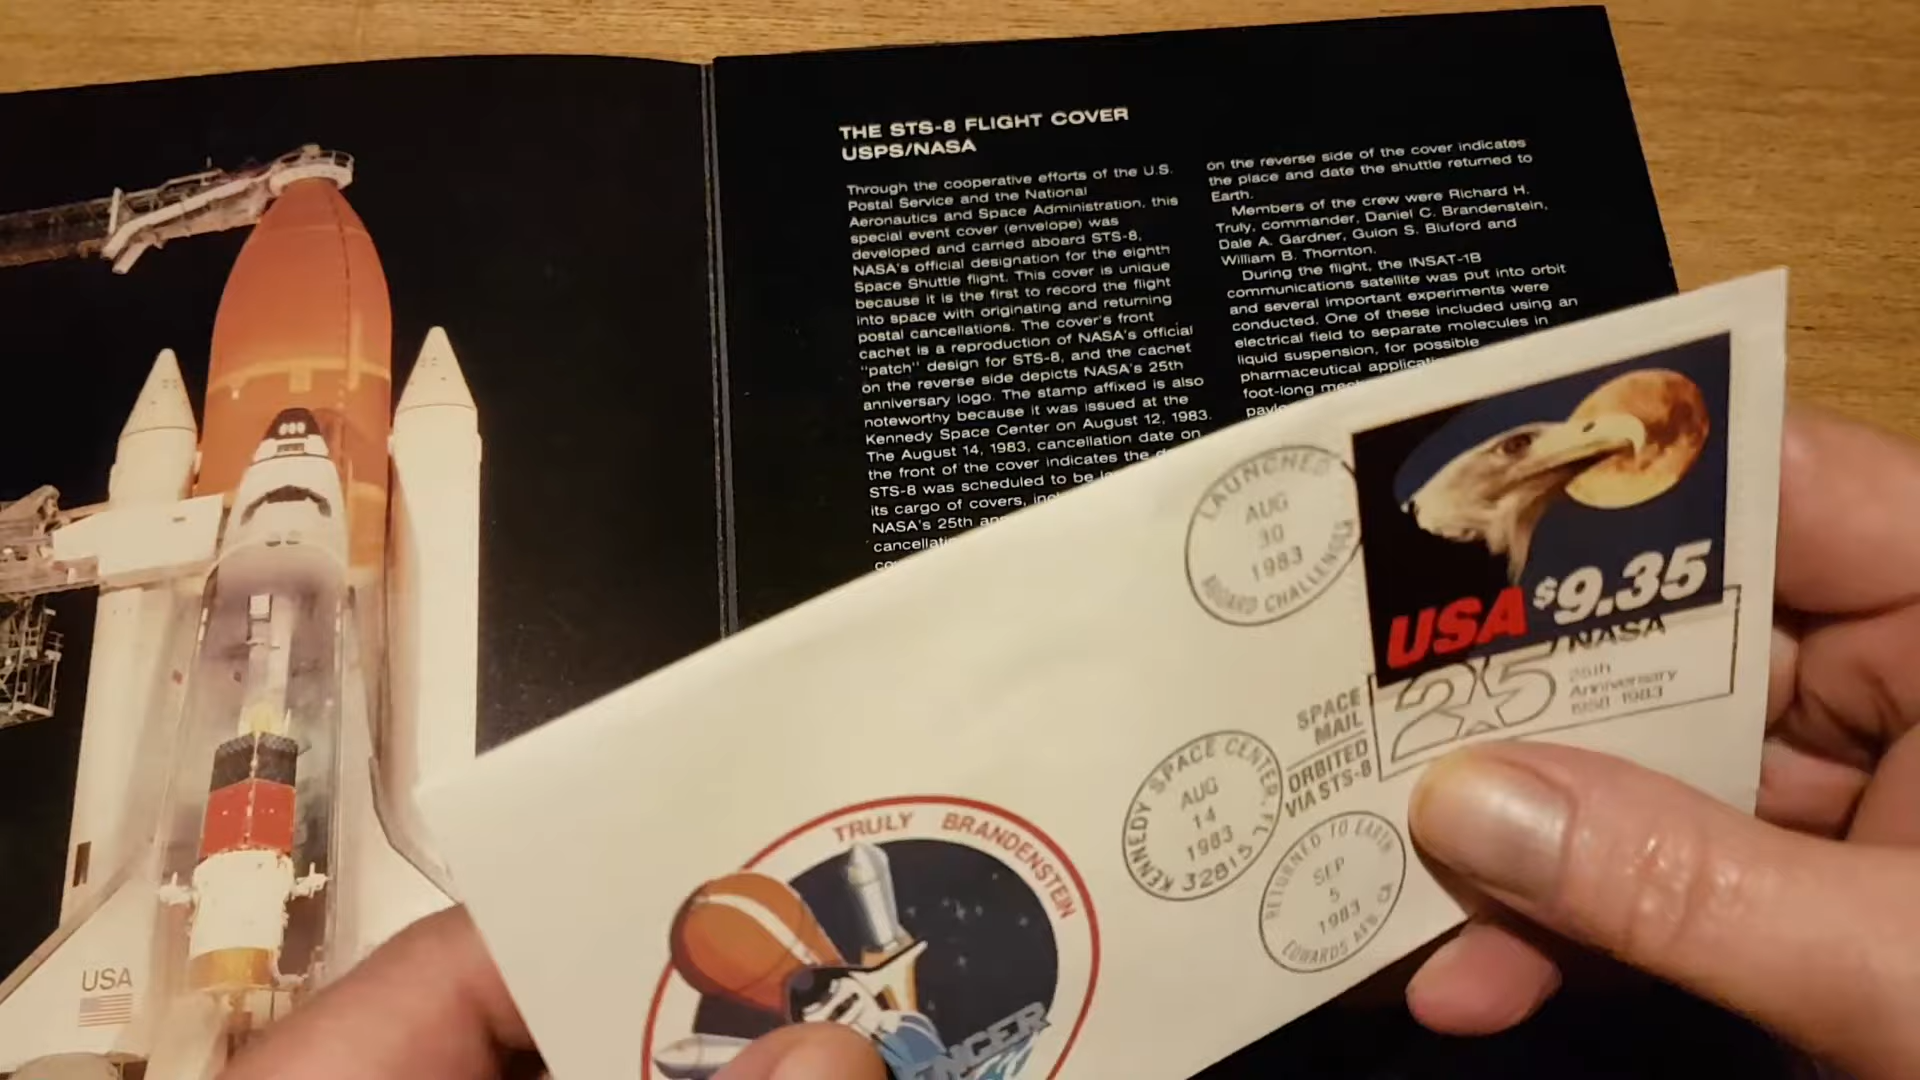 THE STS-8 FLIGHT COVER
USPS/NASA
Through the cooperative efforts of the U.S.
Postal Service and the National
Aeronautics and Space Administration, this
special event cover (envelope) was
developed and carried aboard STS-8,
NASA's official designation for the eighth
Space Shuttle flight. This cover is unique
because it is the first to record the flight
into space with originating and returning
postal cancellations. The cover's front
cachet is a reproduction of NASA's official
"patch" design for STS-8, and the cachet
on the reverse side depicts NASA's 25th
anniversary logo. The stamp affixed is also
noteworthy because it was issued at the
Kennedy Space Center on August 12, 1983.
The August 14, 1983, cancellation date on
the front of the cover indicates the
STS-8 was scheduled to be
its cargo of covers,
NASA's 25th
on the reverse side of the cover indicates
the place and date the shuttle returned to
Earth.
Members of the crew were Richard H.
Truly, commander, Daniel C. Brandenstein,
Dale A. Gardner, Guion S. Bluford and
William B. Thornton.
During the flight, the INSAT-1B
communications satellite was put into orbit
and several important experiments were
conducted. One of these included using an
electrical field to separate molecules in
liquid suspension, for possible
pharmaceutical
foot-long
LAUNCHED
AUG
30
1983
ABOARD CHALLENGER
USA $9.35
25 NASA
25th
Anniversary
1958 1983
SPACE
MAIL
ORBITED
VIA STS-8
KENNEDY SPACE CENTER, FL
AUG
14
1983
32815
RETURNED TO EARTH
SEP
5
1983
EDWARDS AFB, CA
TRULY BRANDENSTEIN
USA